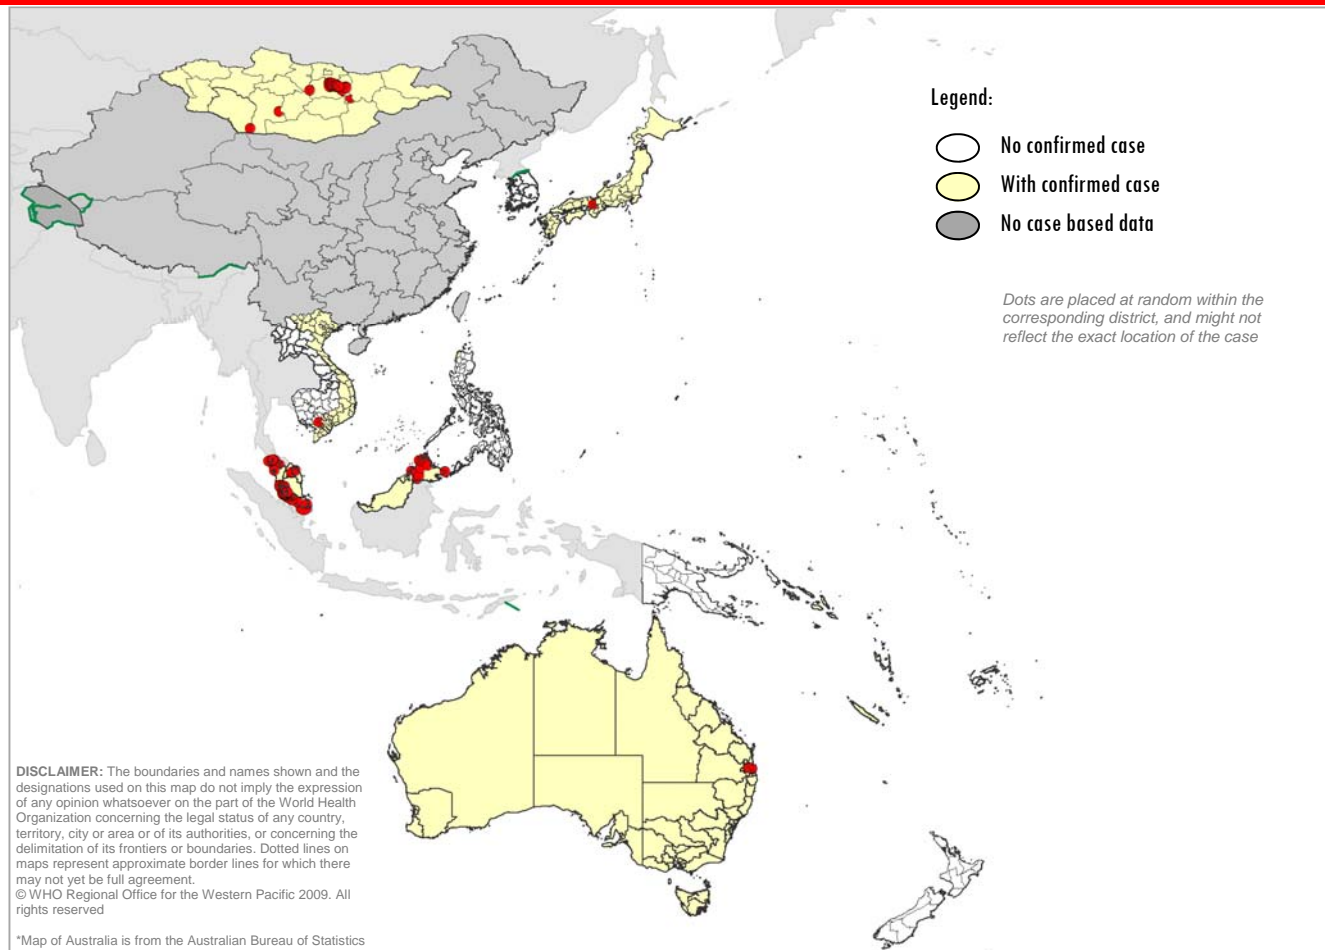 Legend:
No confirmed case
With confirmed case
No case based data
Dots are placed at random within the
corresponding district, and might not
reflect the exact location of the case
DISCLAIMER: The boundaries and names shown and the
designations used on this map do not imply the expression
of any opinion whatsoever on the part of the World Health
Organization concerning the legal status of any country,
territory, city or area or of its authorities, or concerning the
delimitation of its frontiers or boundaries. Dotted lines on
maps represent approximate border lines for which there
may not yet be full agreement.
© WHO Regional Office for the Western Pacific 2009. All
rights reserved
*Map of Australia is from the Australian Bureau of Statistics